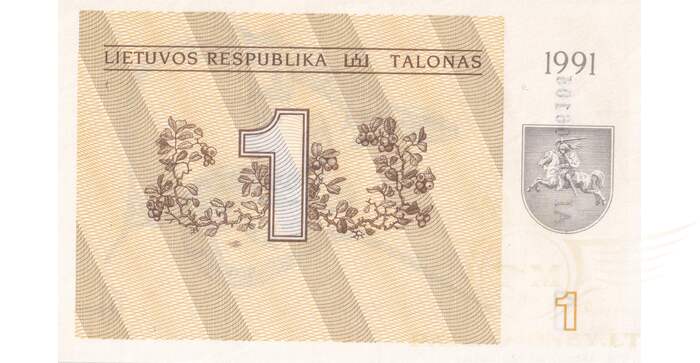 LIETUVOS RESPUBLIKA TALONAS
1991
1
1